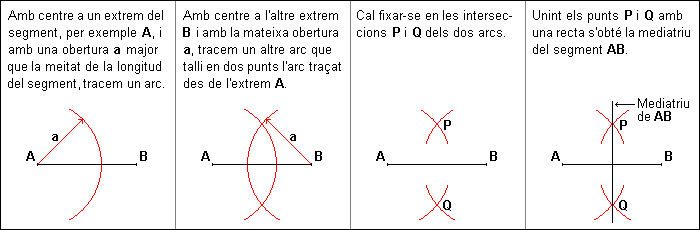 Amb centre a un extrem del
segment, per exemple A, i
amb una obertura a major
que la meitat de la longitud
del segment, tracem un arc.
a
A
B
Amb centre a l'altre extrem
B i amb la mateixa obertura
a, tracem un altre arc que
talli en dos punts l'arc traçat
des de l'extrem A.
a
A
B
Cal fixar-se en les intersec-
cions P i Q dels dos arcs.
P
A
B
Q
Unint els punts P i Q amb
una recta s'obté la mediatriu
del segment AB.
Mediatriu
de AB
P
A
B
Q